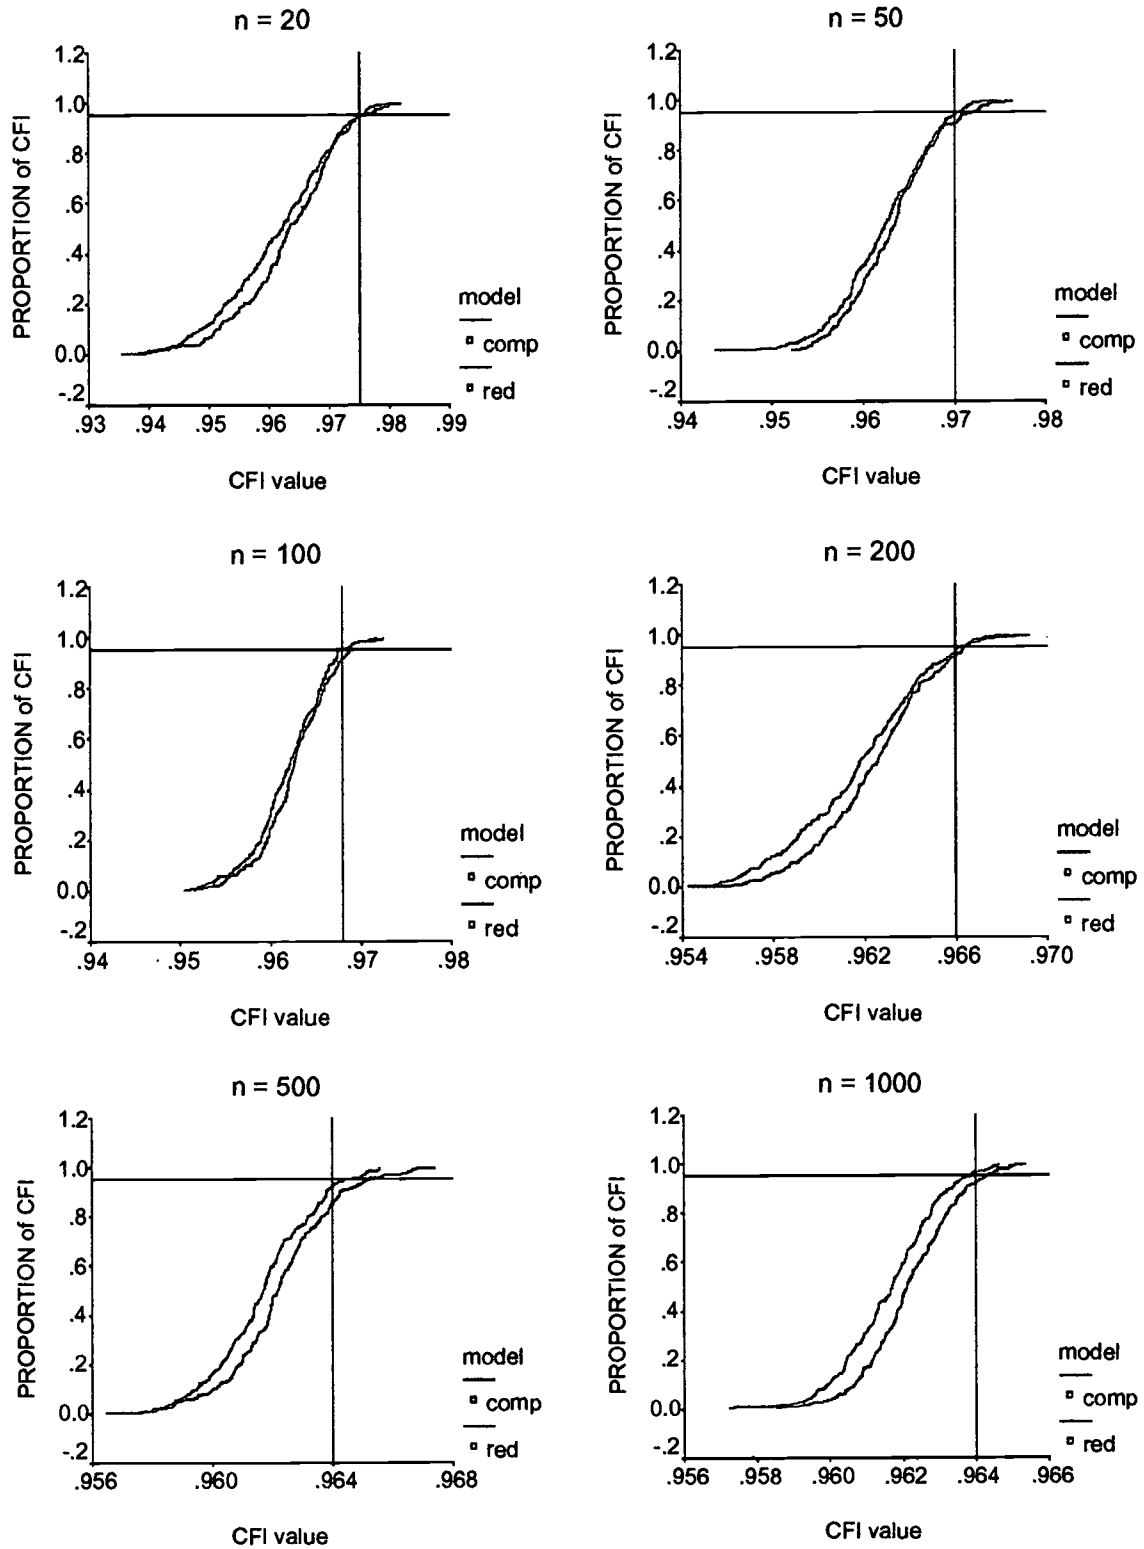 n = 20
PROPORTION of CFI
1.2
1.0
.8
.6
.4
.2
0.0
-.2
.93 .94 .95 .96 .97 .98 .99
CFI value
model
comp
red
n = 50
PROPORTION of CFI
1.2
1.0
.8
.6
.4
.2
0.0
-.2
.94 .95 .96 .97 .98
CFI value
model
comp
red
n = 100
PROPORTION of CFI
1.2
1.0
.8
.6
.4
.2
0.0
-.2
.94 .95 .96 .97 .98
CFI value
model
comp
red
n = 200
PROPORTION of CFI
1.2
1.0
.8
.6
.4
.2
0.0
-.2
.954 .958 .962 .966 .970
CFI value
model
comp
red
n = 500
PROPORTION of CFI
1.2
1.0
.8
.6
.4
.2
0.0
-.2
.956 .960 .964 .968
CFI value
model
comp
red
n = 1000
PROPORTION of CFI
1.2
1.0
.8
.6
.4
.2
0.0
-.2
.956 .958 .960 .962 .964 .966
CFI value
model
comp
red